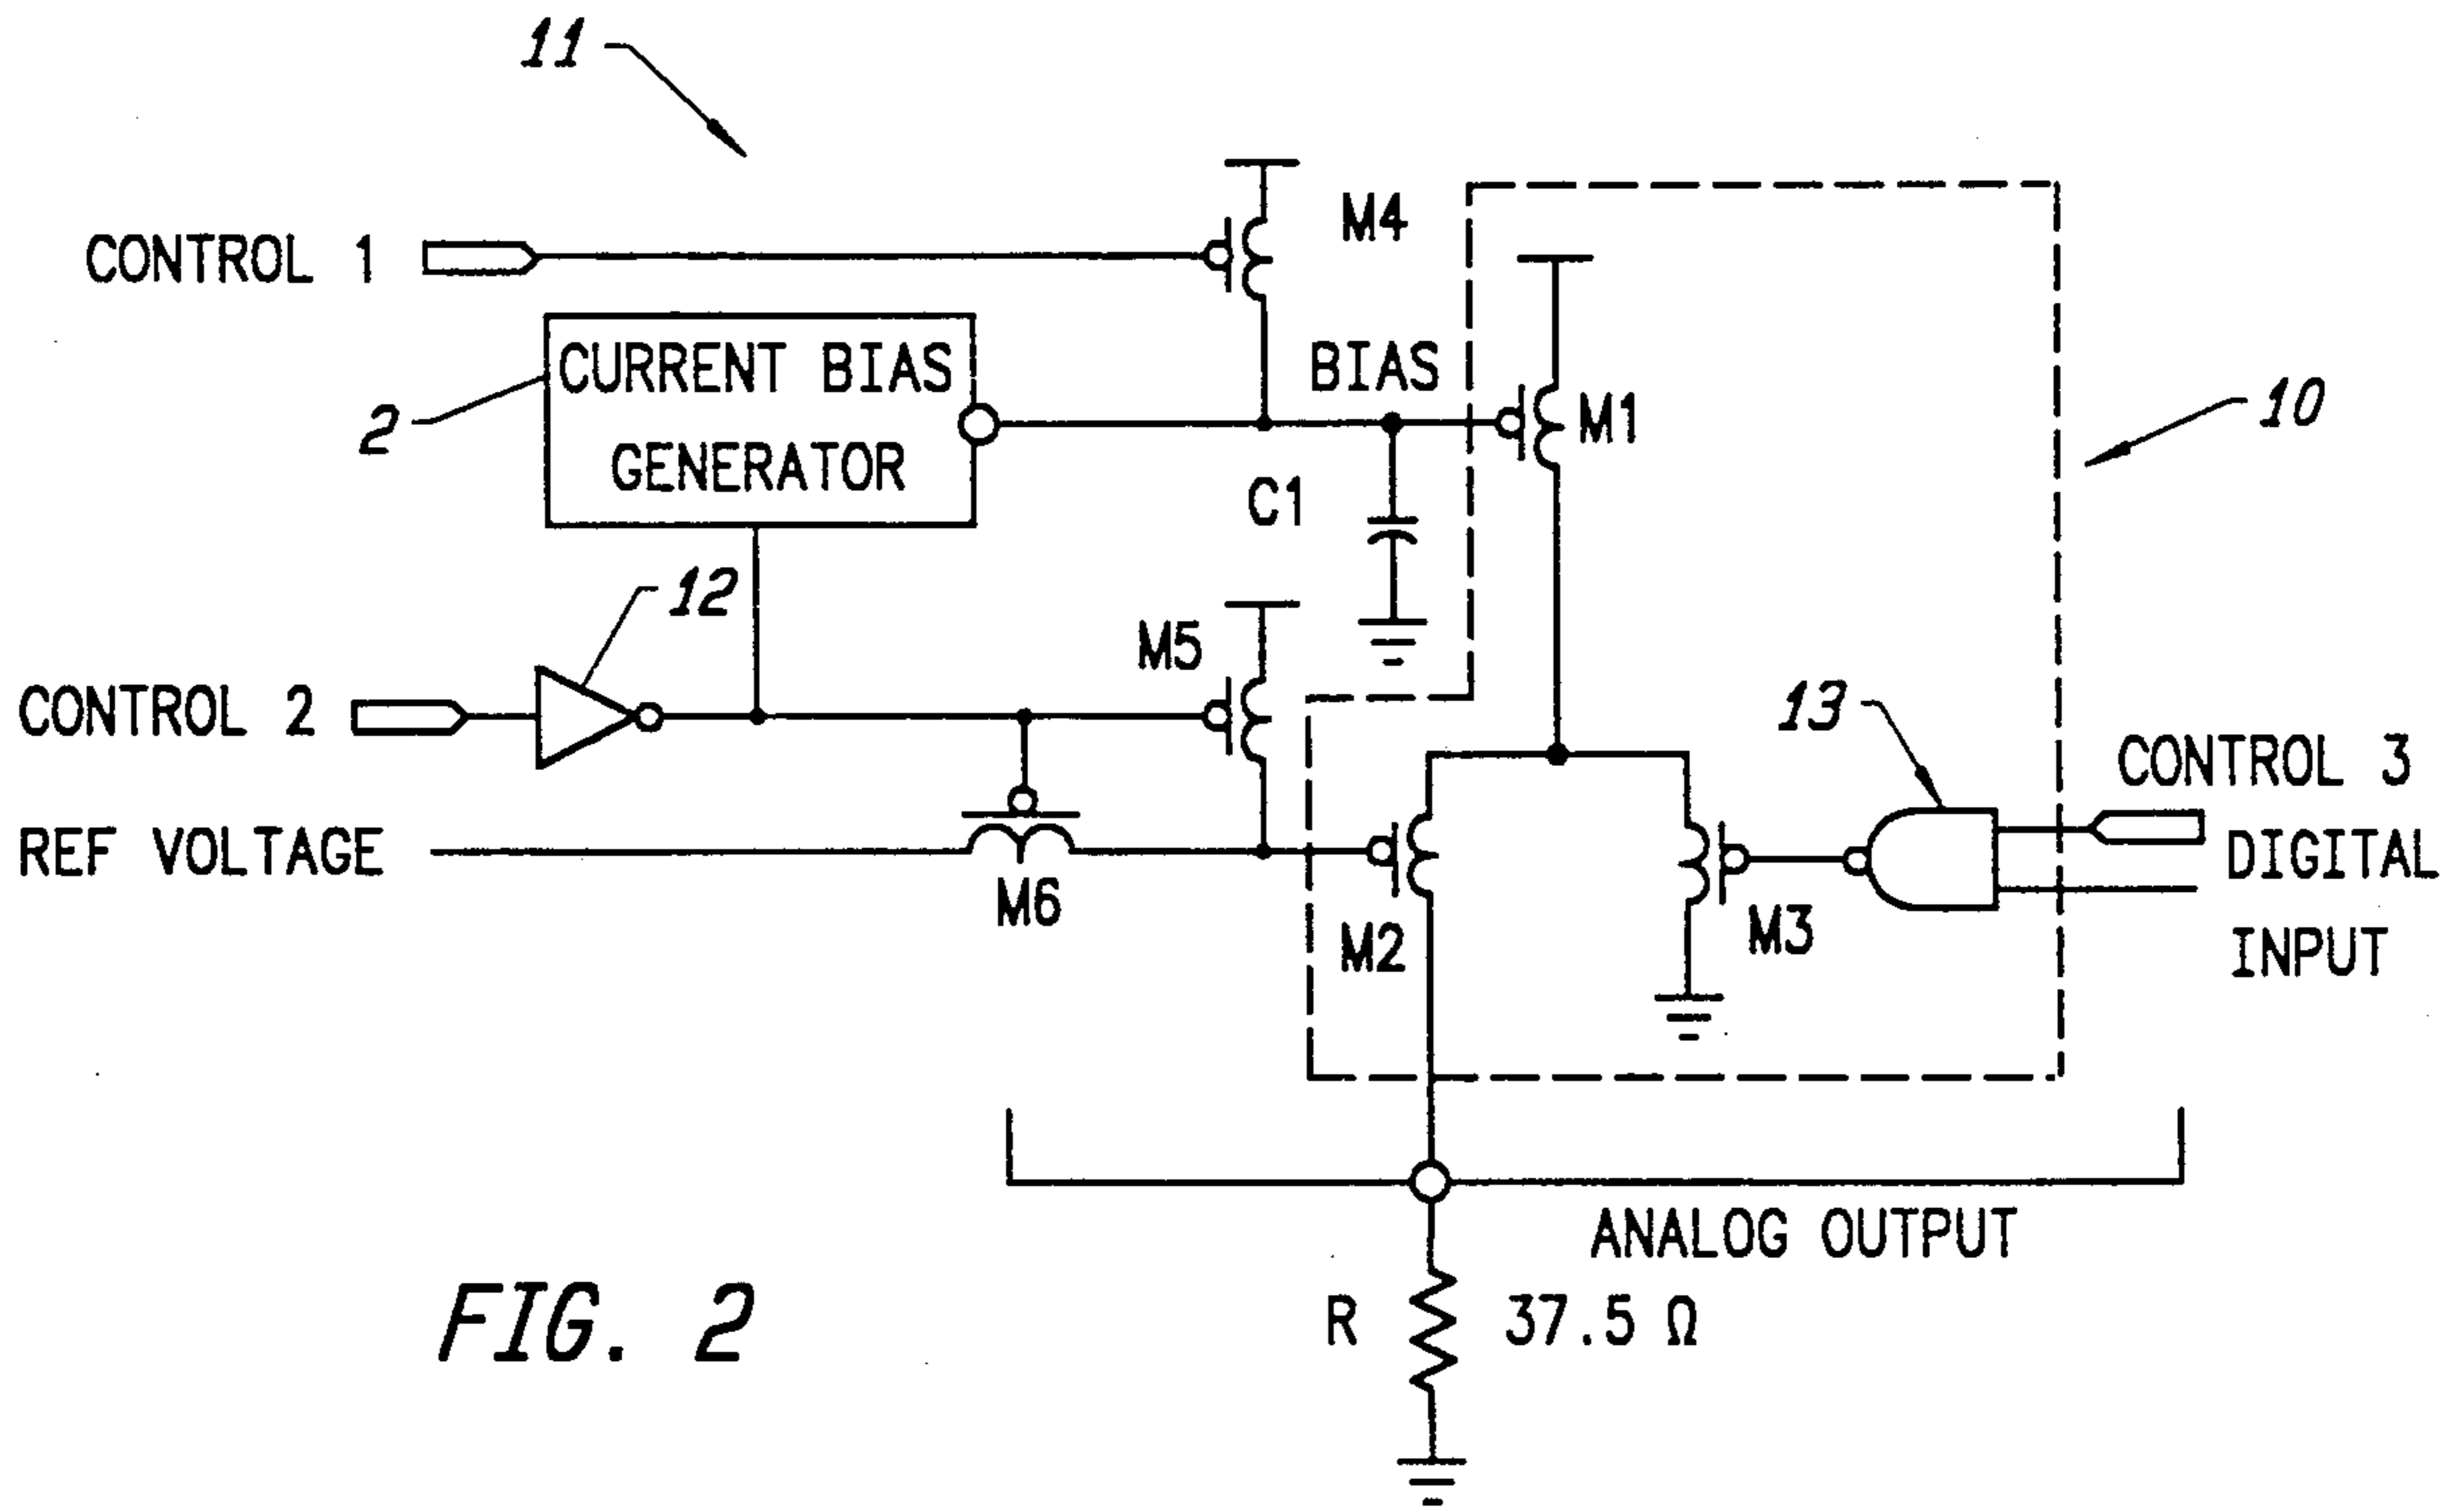 11
CONTROL 1
M4
CURRENT BIAS
GENERATOR
2
BIAS
M1
10
C1
12
M5
CONTROL 2
13
CONTROL 3
REF VOLTAGE
DIGITAL
INPUT
M6
M2
M3
ANALOG OUTPUT
R 37.5 Ω
FIG. 2